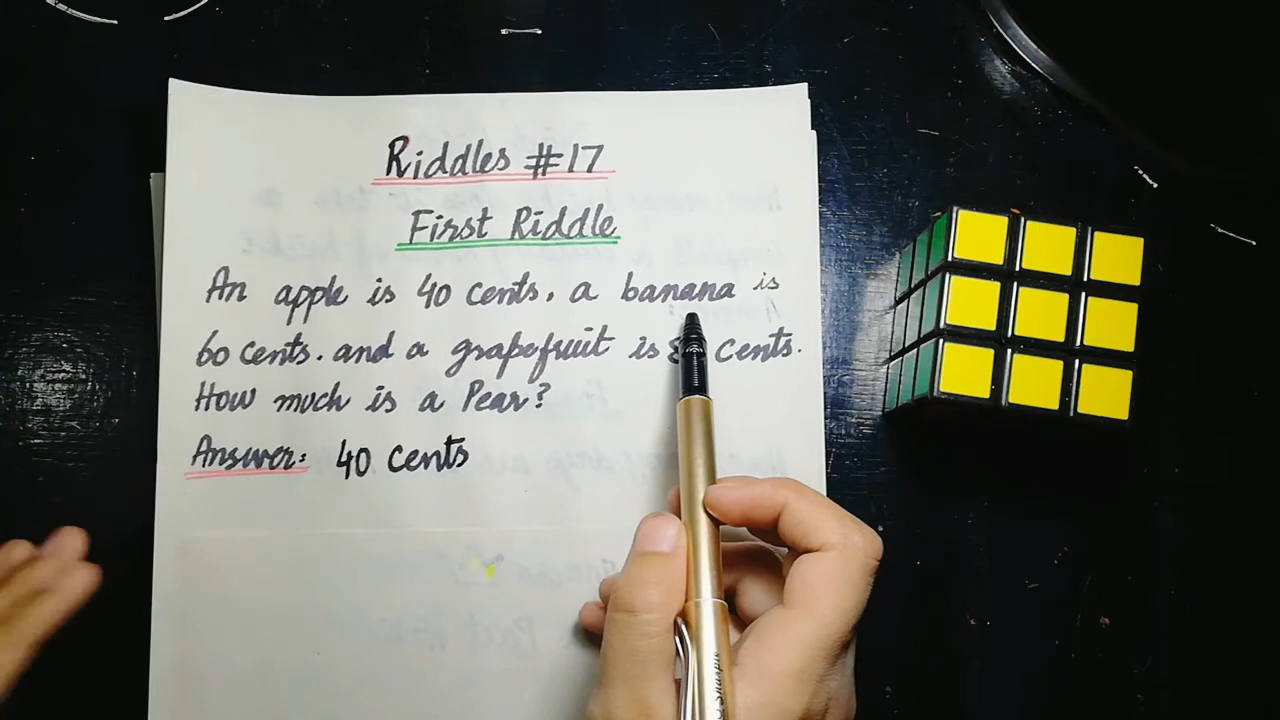 Riddles #17
First Riddle
An apple is 40 cents, a banana is
60 cents. and a grapefruit is cents.
How much is a Pear?
Answer: 40 cents